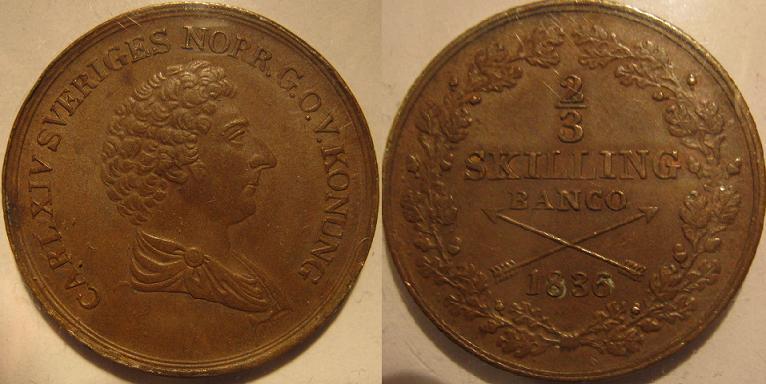 CARL XIV SVERIGES NORR. G. O. V. KONUNG
2/3
SKILLING
BANCO
1836